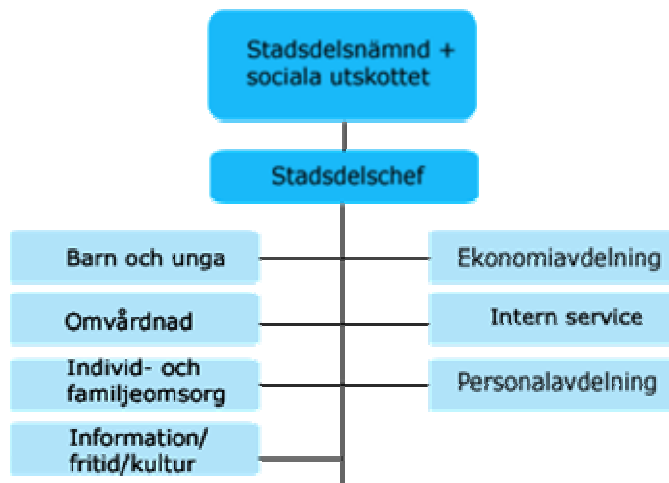 Stadsdelsnämnd +
sociala utskottet
Stadsdelschef
Barn och unga
Ekonomiavdelning
Omvårdnad
Intern service
Individ- och
familjeomsorg
Personalavdelning
Information/
fritid/kultur